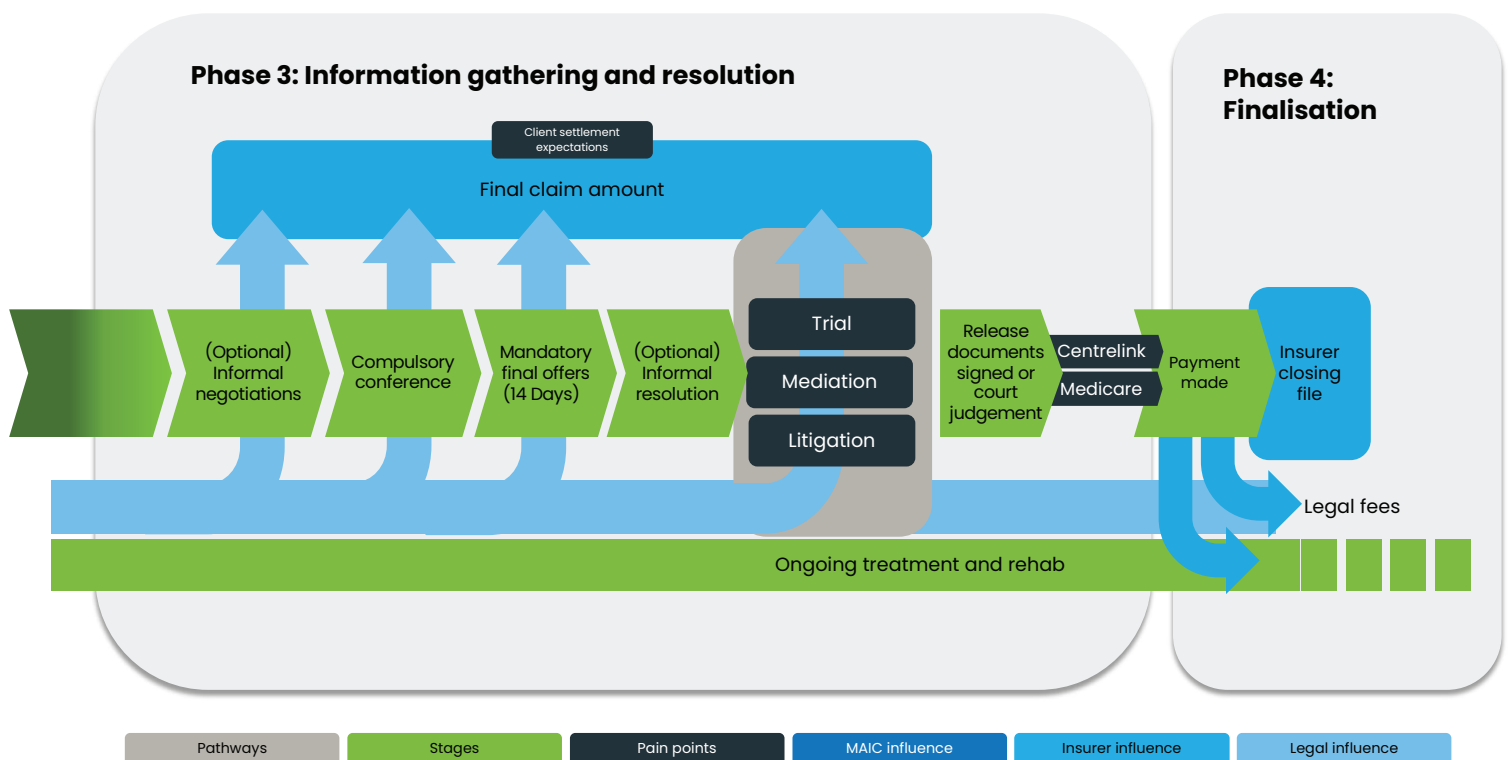 Phase 3: Information gathering and resolution
Phase 4:
Finalisation
Client settlement
expectations
Final claim amount
(Optional)
Informal
negotiations
Compulsory
conference
Mandatory
final offers
(14 Days)
(Optional)
Informal
resolution
Trial
Mediation
Litigation
Release
documents
signed or
court
judgement
Centrelink
Medicare
Payment
made
Insurer
closing
file
Legal fees
Ongoing treatment and rehab
Pathways
Stages
Pain points
MAIC influence
Insurer influence
Legal influence